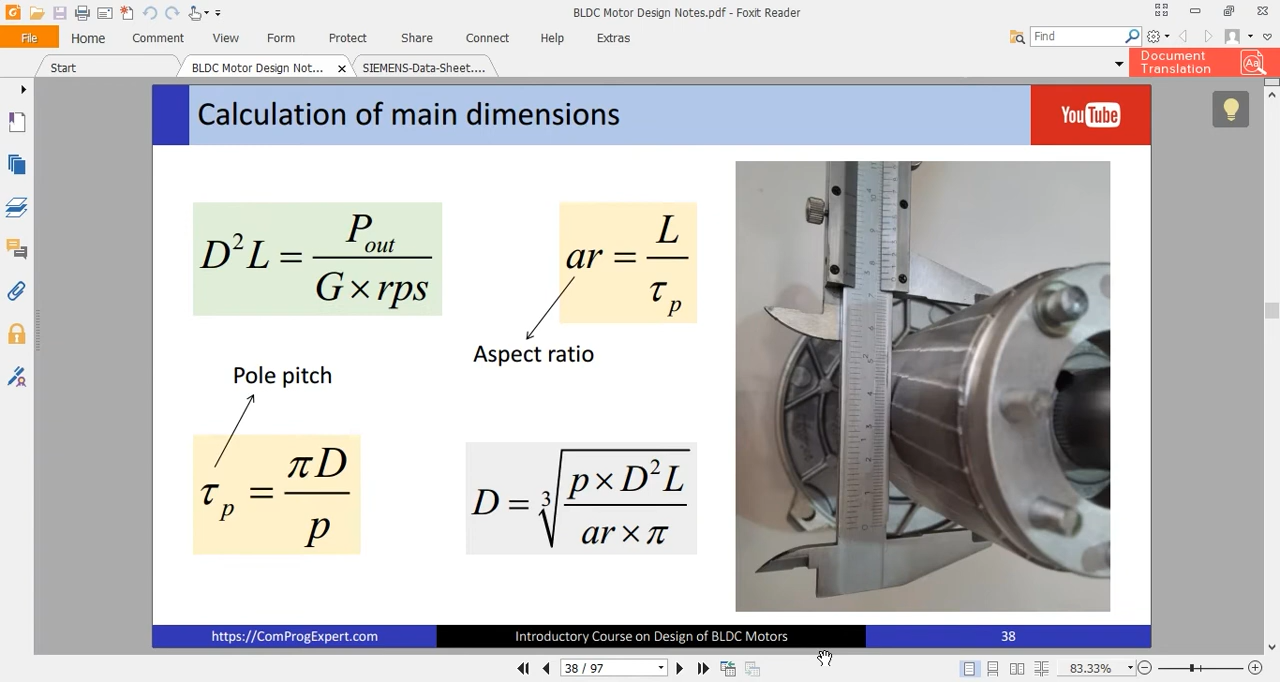 BLDC Motor Design Notes.pdf - Foxit Reader
File Home Comment View Form Protect Share Connect Help Extras Find
Start BLDC Motor Design Not... SIEMENS-Data-Sheet....
Document
Translation
Calculation of main dimensions
YouTube
D²L = P_out / (G × rps)
ar = L / τ_p
Aspect ratio
Pole pitch
τ_p = πD / p
D = ∛((p × D²L) / (ar × π))
https://ComProgExpert.com Introductory Course on Design of BLDC Motors 38
38 / 97 83.33%